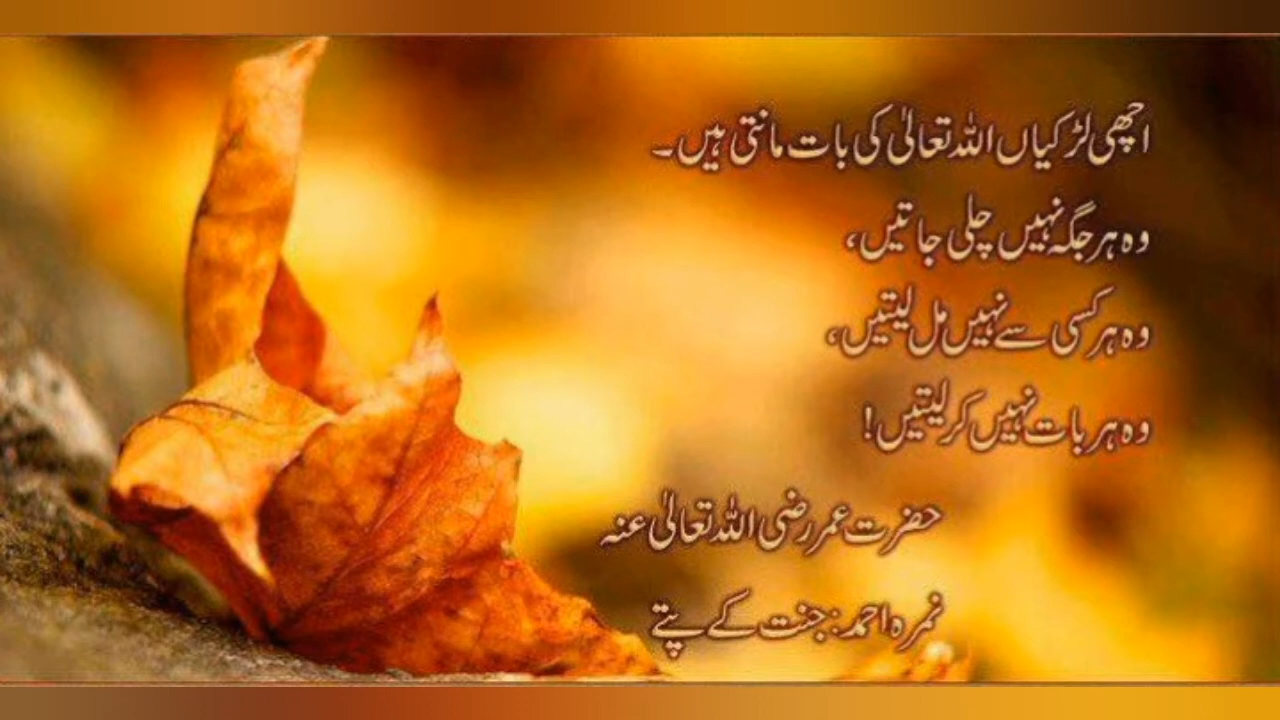 اچھی لڑکیاں اللہ تعالیٰ کی بات مانتی ہیں۔
وہ ہر جگہ نہیں چلی جاتیں،
وہ ہر کسی سے نہیں مل لیتیں،
وہ ہر بات نہیں کر لیتیں!
حضرت عمر رضی اللہ تعالیٰ عنہ
نمرہ احمد: جنت کے پتے